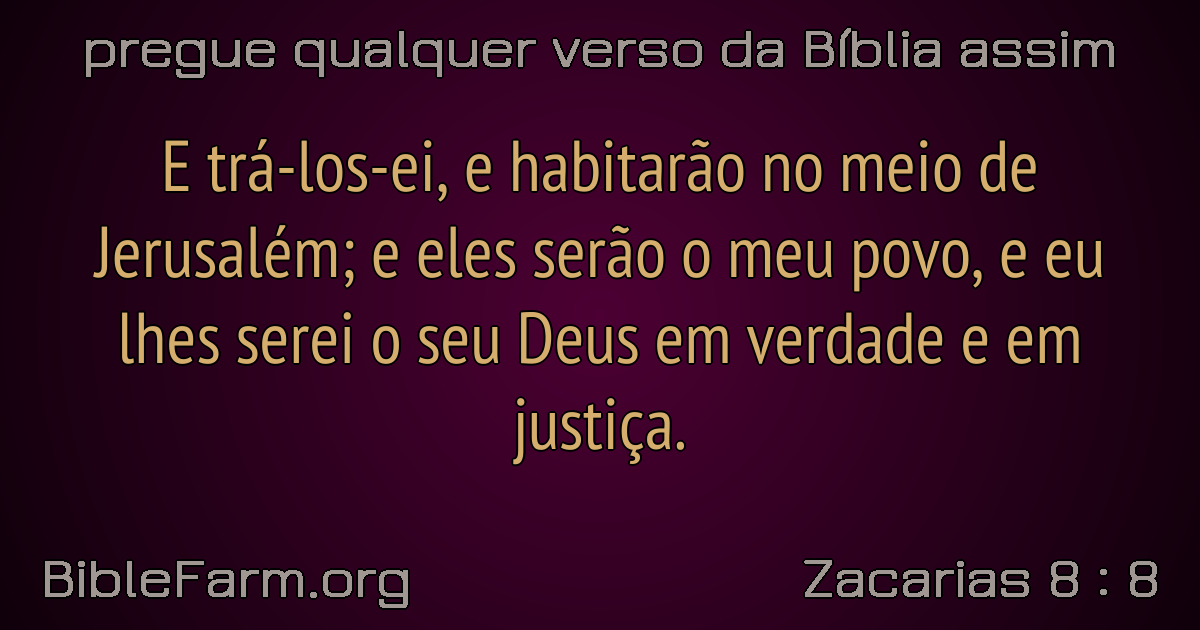 pregue qualquer verso da Bíblia assim
E trá-los-ei, e habitarão no meio de
Jerusalém; e eles serão o meu povo, e eu
lhes serei o seu Deus em verdade e em
justiça.
BibleFarm.org
Zacarias 8 : 8